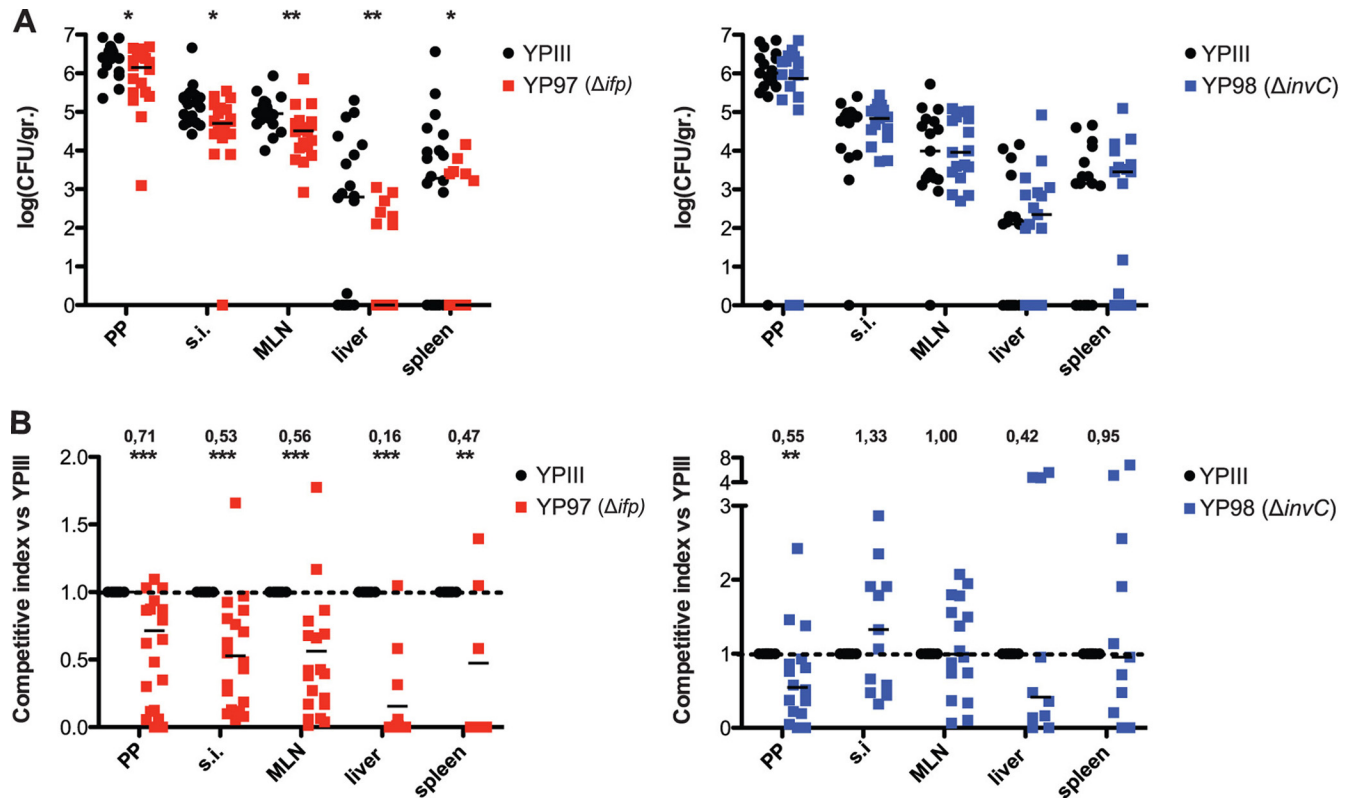 A
* * ** ** *
log(CFU/gr.)
7
6
5
4
3
2
1
0
PP s.i. MLN liver spleen
YPIII
YP97 (Δifp)
log(CFU/gr.)
7
6
5
4
3
2
1
0
PP s.i. MLN liver spleen
YPIII
YP98 (ΔinvC)
B
0,71 0,53 0,56 0,16 0,47
*** *** *** *** **
Competitive index vs YPIII
2.0
1.5
1.0
0.5
0.0
PP s.i. MLN liver spleen
YPIII
YP97 (Δifp)
0,55 1,33 1,00 0,42 0,95
**
Competitive index vs YPIII
8
4
3
2
1
0
PP s.i MLN liver spleen
YPIII
YP98 (ΔinvC)